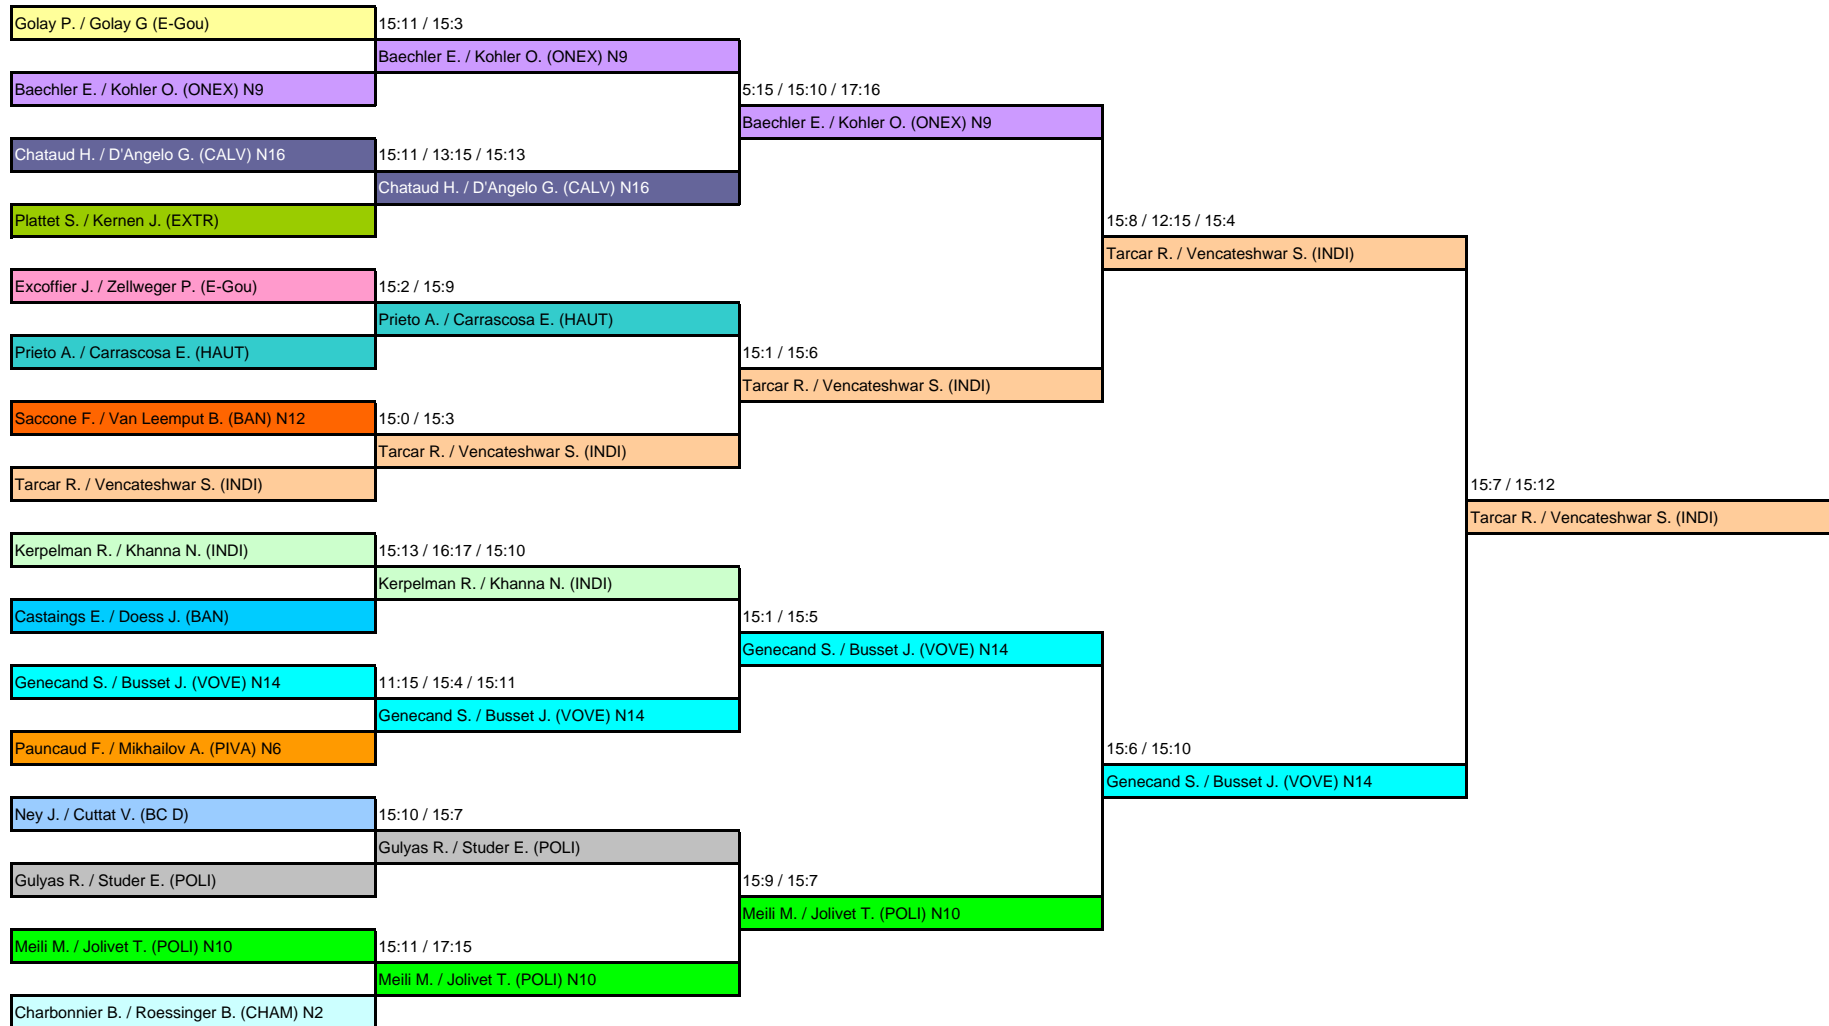 Golay P. / Golay G (E-Gou)
15:11 / 15:3
Baechler E. / Kohler O. (ONEX) N9
Baechler E. / Kohler O. (ONEX) N9
5:15 / 15:10 / 17:16
Baechler E. / Kohler O. (ONEX) N9
Chataud H. / D'Angelo G. (CALV) N16
15:11 / 13:15 / 15:13
Chataud H. / D'Angelo G. (CALV) N16
Plattet S. / Kernen J. (EXTR)
15:8 / 12:15 / 15:4
Tarcar R. / Vencateshwar S. (INDI)
Excoffier J. / Zellweger P. (E-Gou)
15:2 / 15:9
Prieto A. / Carrascosa E. (HAUT)
Prieto A. / Carrascosa E. (HAUT)
15:1 / 15:6
Tarcar R. / Vencateshwar S. (INDI)
Saccone F. / Van Leemput B. (BAN) N12
15:0 / 15:3
Tarcar R. / Vencateshwar S. (INDI)
Tarcar R. / Vencateshwar S. (INDI)
15:7 / 15:12
Tarcar R. / Vencateshwar S. (INDI)
Kerpelman R. / Khanna N. (INDI)
15:13 / 16:17 / 15:10
Kerpelman R. / Khanna N. (INDI)
Castaings E. / Doess J. (BAN)
15:1 / 15:5
Genecand S. / Busset J. (VOVE) N14
Genecand S. / Busset J. (VOVE) N14
11:15 / 15:4 / 15:11
Genecand S. / Busset J. (VOVE) N14
Pauncaud F. / Mikhailov A. (PIVA) N6
15:6 / 15:10
Genecand S. / Busset J. (VOVE) N14
Ney J. / Cuttat V. (BC D)
15:10 / 15:7
Gulyas R. / Studer E. (POLI)
Gulyas R. / Studer E. (POLI)
15:9 / 15:7
Meili M. / Jolivet T. (POLI) N10
Meili M. / Jolivet T. (POLI) N10
15:11 / 17:15
Meili M. / Jolivet T. (POLI) N10
Charbonnier B. / Roessinger B. (CHAM) N2